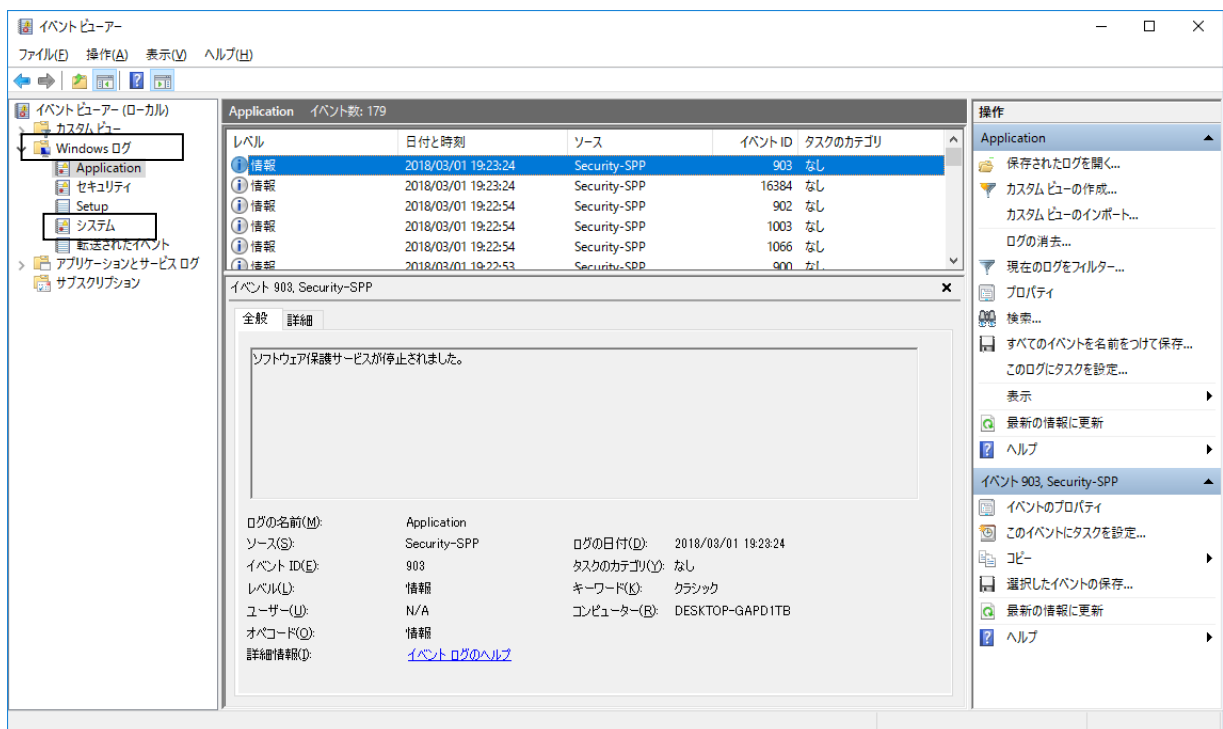 イベント ビューアー
ファイル(F) 操作(A) 表示(V) ヘルプ(H)
イベント ビューアー (ローカル)
カスタム ビュー
Windows ログ
Application
セキュリティ
Setup
システム
転送されたイベント
アプリケーションとサービス ログ
サブスクリプション
Application イベント数: 179
レベル 日付と時刻 ソース イベント ID タスクのカテゴリ
情報 2018/03/01 19:23:24 Security-SPP 903 なし
情報 2018/03/01 19:23:24 Security-SPP 16384 なし
情報 2018/03/01 19:22:54 Security-SPP 902 なし
情報 2018/03/01 19:22:54 Security-SPP 1003 なし
情報 2018/03/01 19:22:54 Security-SPP 1066 なし
情報 2018/03/01 19:22:53 Security-SPP 900 なし
イベント 903, Security-SPP
全般 詳細
ソフトウェア保護サービスが停止されました。
ログの名前(M): Application
ソース(S): Security-SPP ログの日付(D): 2018/03/01 19:23:24
イベント ID(E): 903 タスクのカテゴリ(Y): なし
レベル(L): 情報 キーワード(K): クラシック
ユーザー(U): N/A コンピューター(R): DESKTOP-GAPD1TB
オペコード(O): 情報
詳細情報(I): イベント ログのヘルプ
操作
Application
保存されたログを開く...
カスタム ビューの作成...
カスタム ビューのインポート...
ログの消去...
現在のログをフィルター...
プロパティ
検索...
すべてのイベントを名前をつけて保存...
このログにタスクを設定...
表示
最新の情報に更新
ヘルプ
イベント 903, Security-SPP
イベントのプロパティ
このイベントにタスクを設定...
コピー
選択したイベントの保存...
最新の情報に更新
ヘルプ